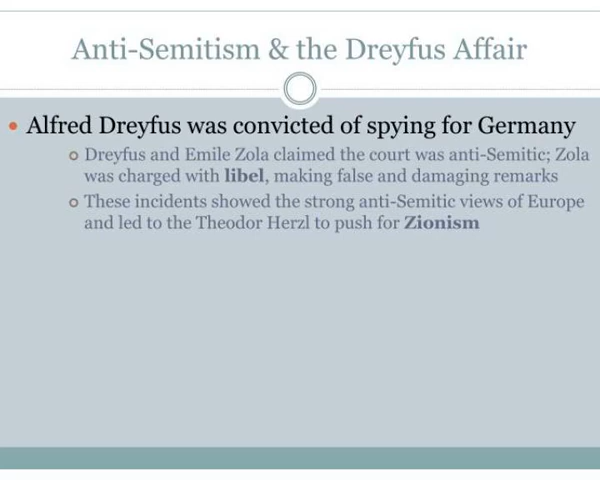 Anti-Semitism & the Dreyfus Affair
• Alfred Dreyfus was convicted of spying for Germany
o Dreyfus and Emile Zola claimed the court was anti-Semitic; Zola
was charged with libel, making false and damaging remarks
o These incidents showed the strong anti-Semitic views of Europe
and led to the Theodor Herzl to push for Zionism